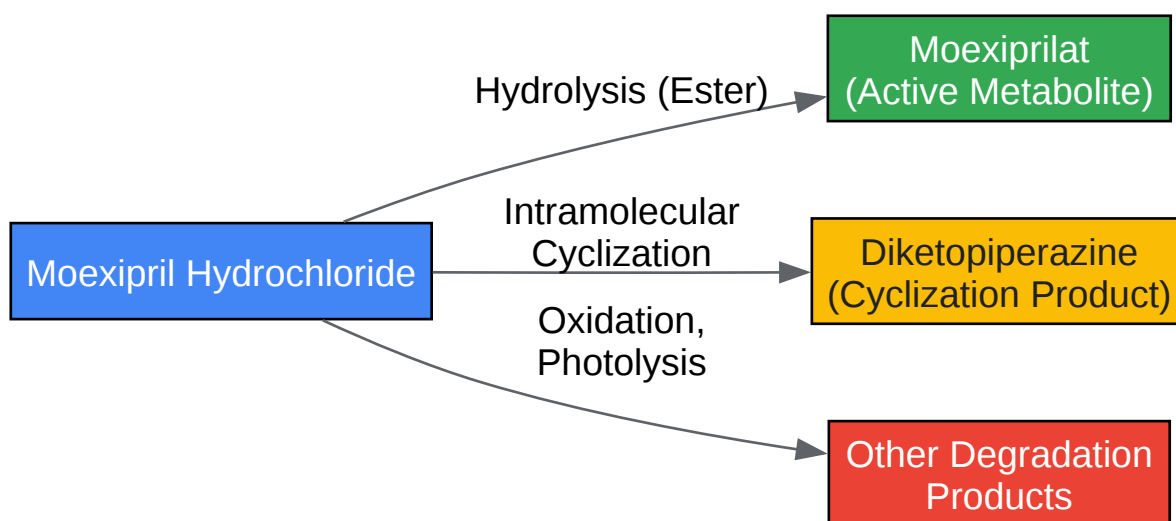 Moexipril Hydrochloride
Hydrolysis (Ester)
Moexiprilat
(Active Metabolite)
Intramolecular
Cyclization
Diketopiperazine
(Cyclization Product)
Oxidation,
Photolysis
Other Degradation
Products